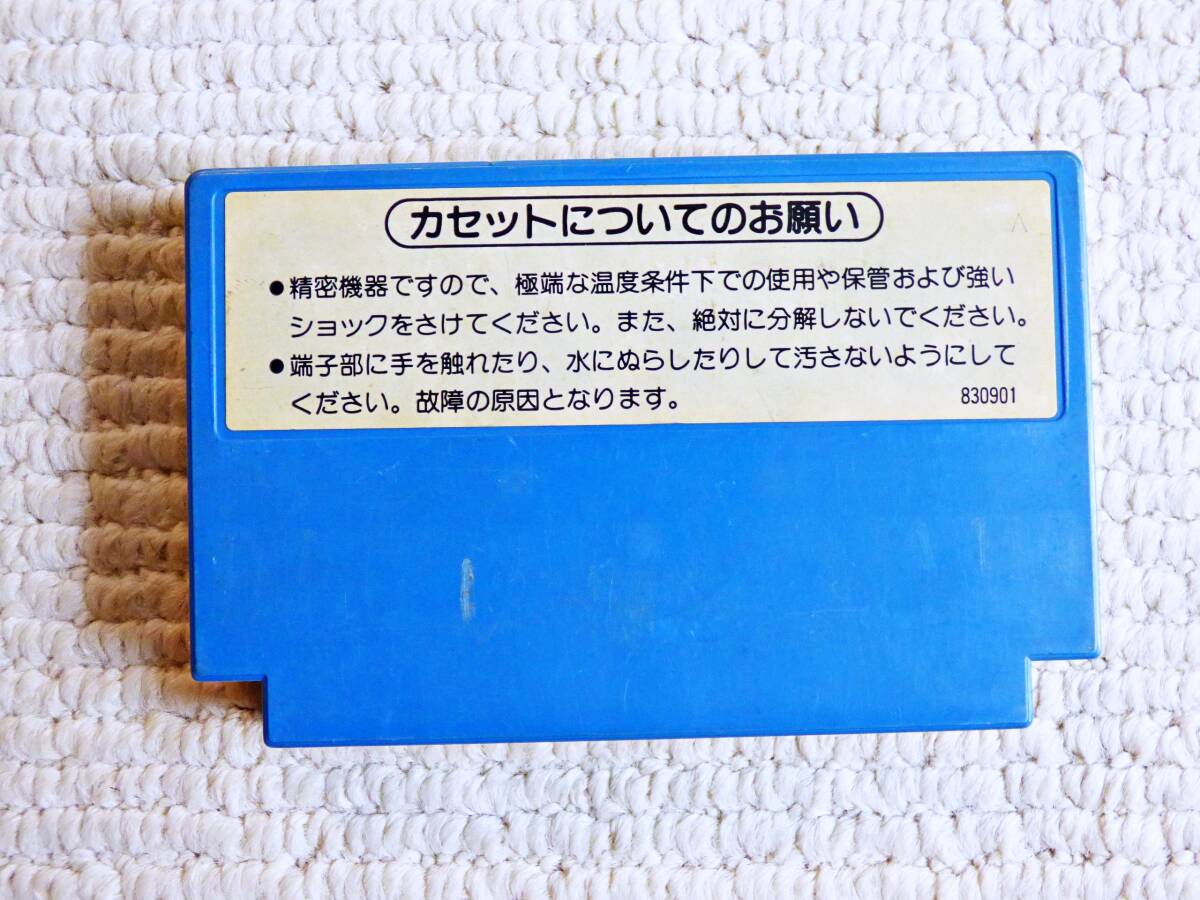 カセットについてのお願い
●精密機器ですので、極端な温度条件下での使用や保管および強い
ショックをさけてください。また、絶対に分解しないでください。
●端子部に手を触れたり、水にぬらしたりして汚さないようにして
ください。故障の原因となります。 830901